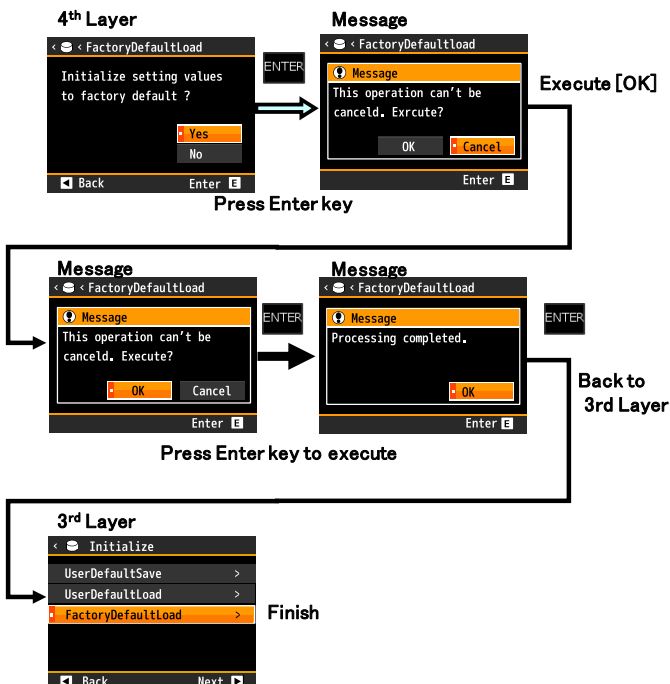 4th Layer
< FactoryDefaultLoad
Initialize setting values
to factory default ?
Yes
No
Back Enter E
ENTER
Press Enter key
Message
< < FactoryDefaultload
Message
This operation can't be
canceld. Exrcute?
OK Cancel
Enter E
Execute [OK]
Message
< < FactoryDefaultLoad
Message
This operation can't be
canceld. Execute?
OK Cancel
Enter E
ENTER
Press Enter key to execute
Message
< < FactoryDefaultLoad
Message
Processing completed.
OK
Enter E
ENTER
Back to
3rd Layer
3rd Layer
< Initialize
UserDefaultSave >
UserDefaultLoad >
FactoryDefaultLoad >
Back Next
Finish